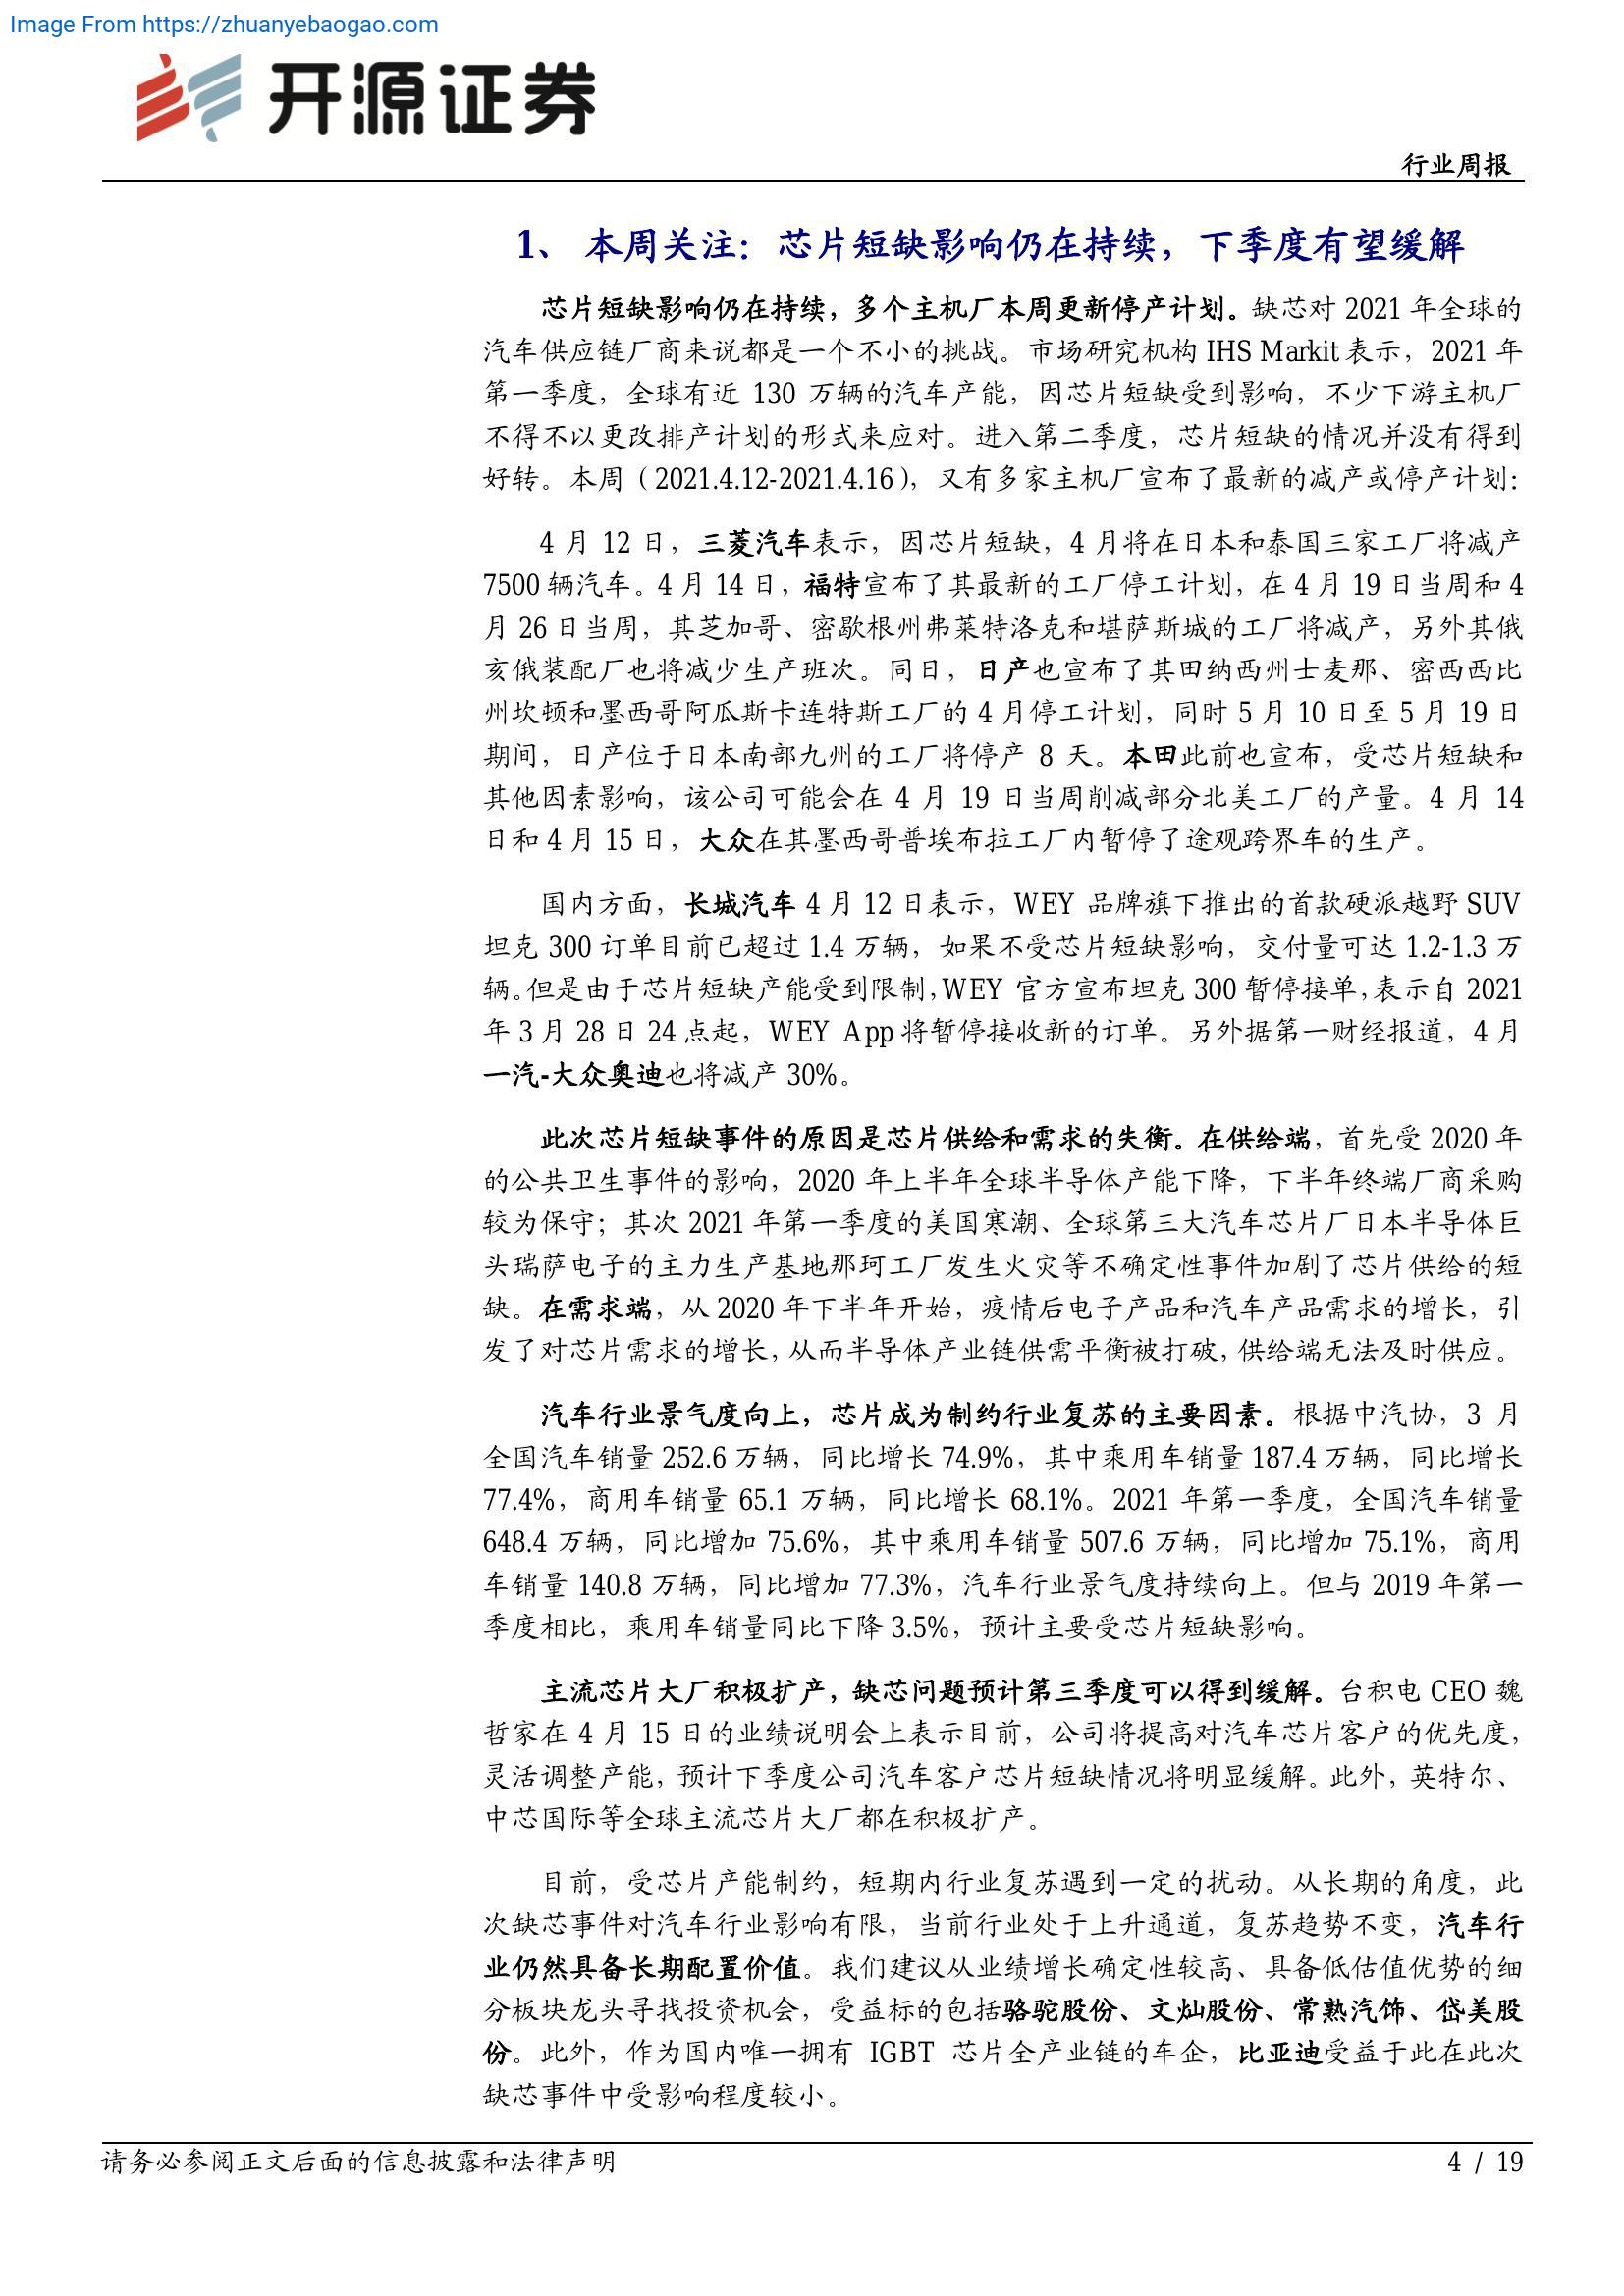 Image From https://zhuanyebaogao.com
开源证券
行业周报
1、 本周关注：芯片短缺影响仍在持续，下季度有望缓解
芯片短缺影响仍在持续，多个主机厂本周更新停产计划。缺芯对 2021 年全球的
汽车供应链厂商来说都是一个不小的挑战。市场研究机构 IHS Markit 表示，2021 年
第一季度，全球有近 130 万辆的汽车产能，因芯片短缺受到影响，不少下游主机厂
不得不以更改排产计划的形式来应对。进入第二季度，芯片短缺的情况并没有得到
好转。本周（2021.4.12-2021.4.16），又有多家主机厂宣布了最新的减产或停产计划：
4 月 12 日，三菱汽车表示，因芯片短缺，4 月将在日本和泰国三家工厂将减产
7500 辆汽车。4 月 14 日，福特宣布了其最新的工厂停工计划，在 4 月 19 日当周和 4
月 26 日当周，其芝加哥、密歇根州弗莱特洛克和堪萨斯城的工厂将减产，另外其俄
亥俄装配厂也将减少生产班次。同日，日产也宣布了其田纳西州士麦那、密西西比
州坎顿和墨西哥阿瓜斯卡连特斯工厂的 4 月停工计划，同时 5 月 10 日至 5 月 19 日
期间，日产位于日本南部九州的工厂将停产 8 天。本田此前也宣布，受芯片短缺和
其他因素影响，该公司可能会在 4 月 19 日当周削减部分北美工厂的产量。4 月 14
日和 4 月 15 日，大众在其墨西哥普埃布拉工厂内暂停了途观跨界车的生产。
国内方面，长城汽车 4 月 12 日表示，WEY 品牌旗下推出的首款硬派越野 SUV
坦克 300 订单目前已超过 1.4 万辆，如果不受芯片短缺影响，交付量可达 1.2-1.3 万
辆。但是由于芯片短缺产能受到限制，WEY 官方宣布坦克 300 暂停接单，表示自 2021
年 3 月 28 日 24 点起，WEY App 将暂停接收新的订单。另外据第一财经报道，4 月
一汽-大众奥迪也将减产 30%。
此次芯片短缺事件的原因是芯片供给和需求的失衡。在供给端，首先受 2020 年
的公共卫生事件的影响，2020 年上半年全球半导体产能下降，下半年终端厂商采购
较为保守；其次 2021 年第一季度的美国寒潮、全球第三大汽车芯片厂日本半导体巨
头瑞萨电子的主力生产基地那珂工厂发生火灾等不确定性事件加剧了芯片供给的短
缺。在需求端，从 2020 年下半年开始，疫情后电子产品和汽车产品需求的增长，引
发了对芯片需求的增长，从而半导体产业链供需平衡被打破，供给端无法及时供应。
汽车行业景气度向上，芯片成为制约行业复苏的主要因素。根据中汽协，3 月
全国汽车销量 252.6 万辆，同比增长 74.9%，其中乘用车销量 187.4 万辆，同比增长
77.4%，商用车销量 65.1 万辆，同比增长 68.1%。2021 年第一季度，全国汽车销量
648.4 万辆，同比增加 75.6%，其中乘用车销量 507.6 万辆，同比增加 75.1%，商用
车销量 140.8 万辆，同比增加 77.3%，汽车行业景气度持续向上。但与 2019 年第一
季度相比，乘用车销量同比下降 3.5%，预计主要受芯片短缺影响。
主流芯片大厂积极扩产，缺芯问题预计第三季度可以得到缓解。台积电 CEO 魏
哲家在 4 月 15 日的业绩说明会上表示目前，公司将提高对汽车芯片客户的优先度，
灵活调整产能，预计下季度公司汽车客户芯片短缺情况将明显缓解。此外，英特尔、
中芯国际等全球主流芯片大厂都在积极扩产。
目前，受芯片产能制约，短期内行业复苏遇到一定的扰动。从长期的角度，此
次缺芯事件对汽车行业影响有限，当前行业处于上升通道，复苏趋势不变，汽车行
业仍然具备长期配置价值。我们建议从业绩增长确定性较高、具备低估值优势的细
分板块龙头寻找投资机会，受益标的包括骆驼股份、文灿股份、常熟汽饰、岱美股
份。此外，作为国内唯一拥有 IGBT 芯片全产业链的车企，比亚迪受益于此在此次
缺芯事件中受影响程度较小。
请务必参阅正文后面的信息披露和法律声明
4 / 19